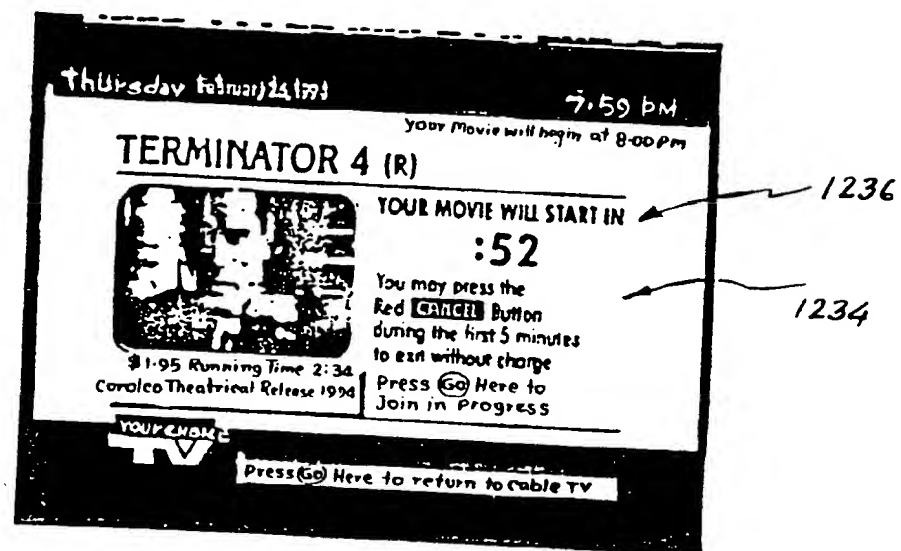 Thursday February
7:59 PM
Your Movie will begin at 8:00 PM
TERMINATOR 4 (R)
YOUR MOVIE WILL START IN
:52
You may press the
Red CANCEL Button
during the first 5 minutes
to exit without charge
$1.95 Running Time 2:34
Corolco Theatrical Release 1994
Press Go Here to
Join in Progress
YOUR CHOICE
TV
Press Go Here to return to Cable TV
1236
1234